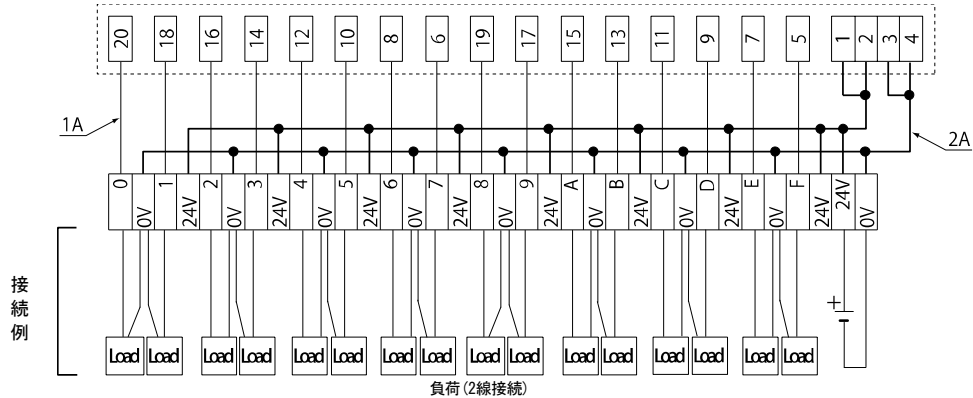 20 18 16 14 12 10 8 6 19 17 15 13 11 9 7 5 1 2 3 4
1A
2A
0 0V 1 24V 2 0V 3 24V 4 0V 5 24V 6 0V 7 24V 8 0V 9 24V A 0V B 24V C 0V D 24V E 0V F 24V 24V 0V
接続例
+
Load Load Load Load Load Load Load Load Load Load Load Load Load Load Load Load
負荷(2線接続)